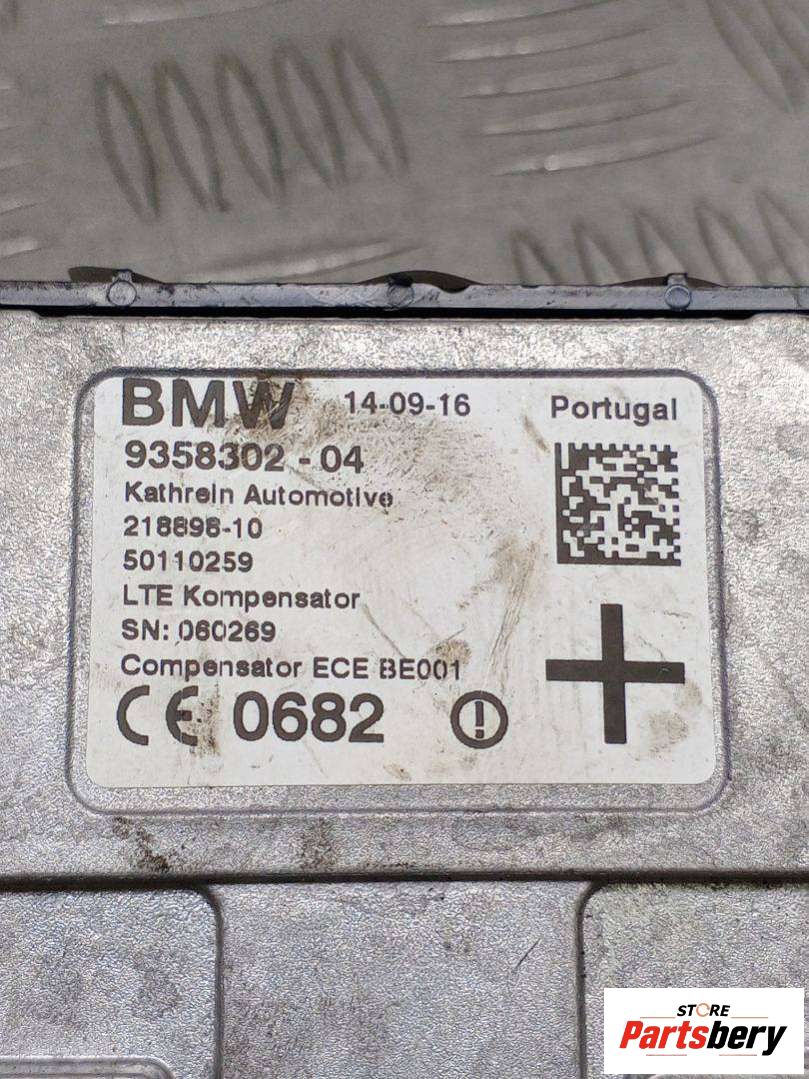 BMW 14-09-16 Portugal
9358302-04
Kathrein Automotive
218898-10
50110259
LTE Kompensator
SN: 060269
Compensator ECE BE001
CE 0682
STORE
Partsbery